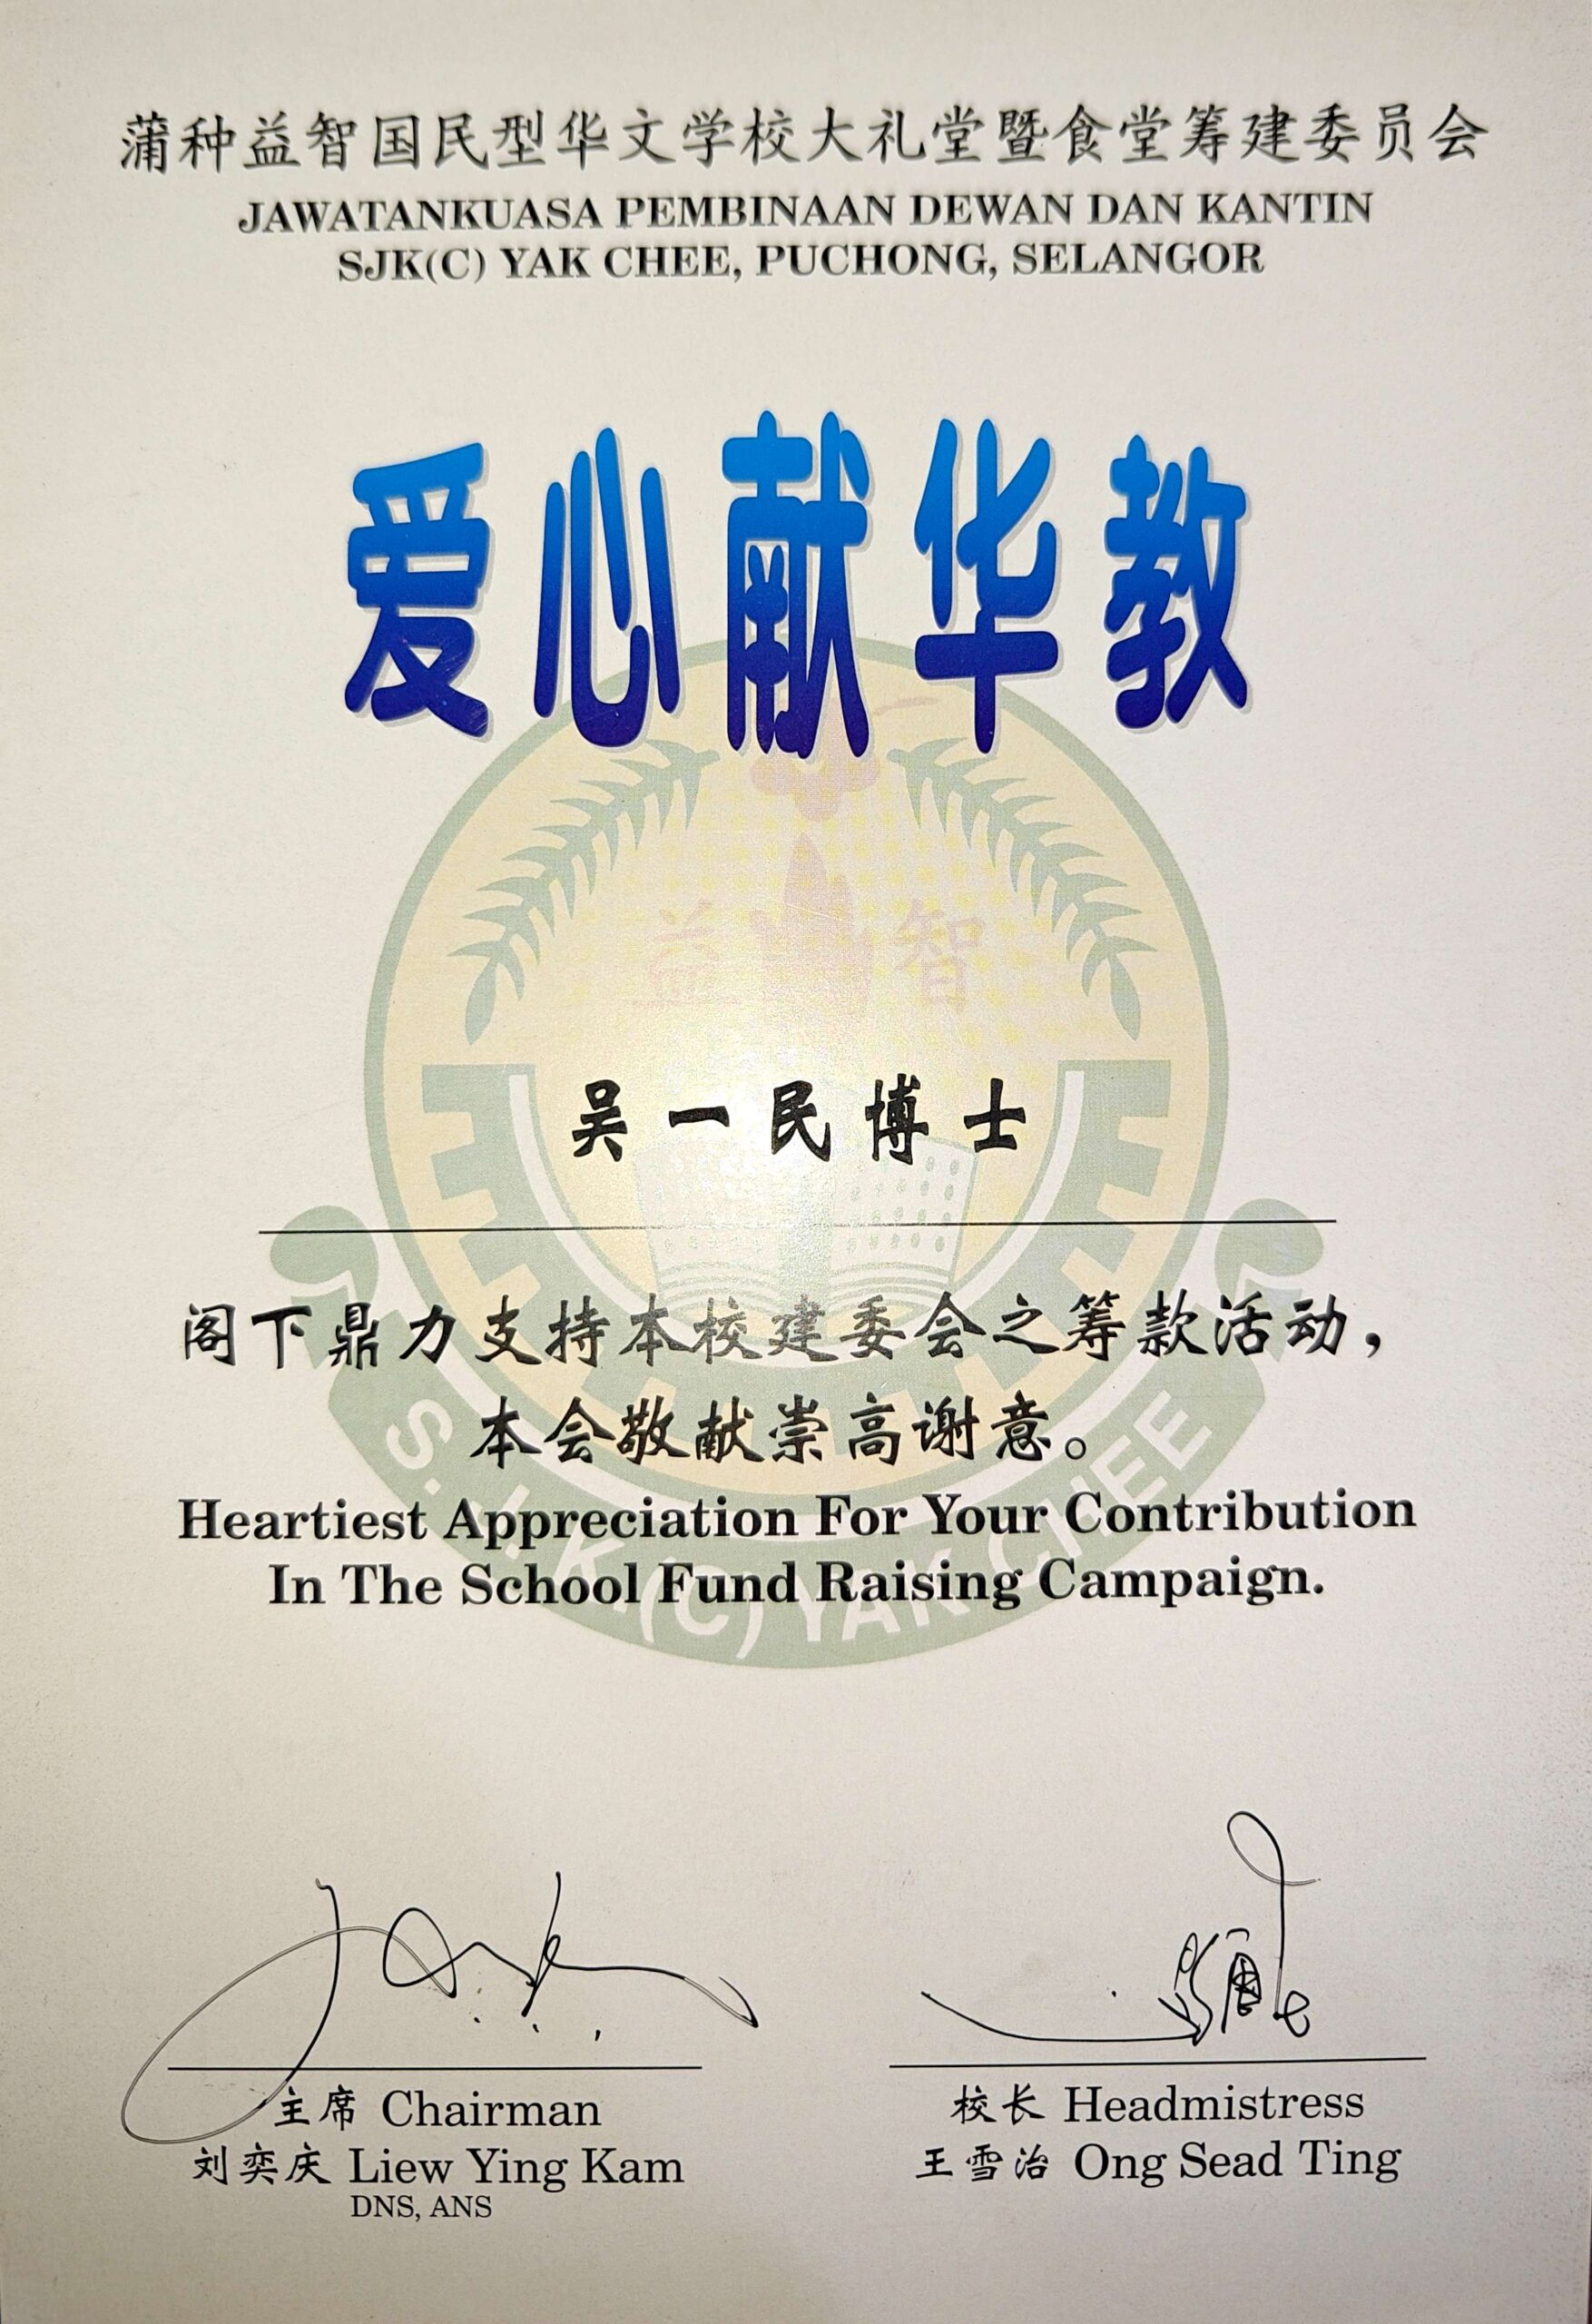 蒲种益智国民型华文学校大礼堂暨食堂筹建委员会
JAWATANKUASA PEMBINAAN DEWAN DAN KANTIN
SJK(C) YAK CHEE, PUCHONG, SELANGOR
爱心献华教
益 智
吴一民博士
阁下鼎力支持本校建委会之筹款活动，
本会敬献崇高谢意。
Heartiest Appreciation For Your Contribution
In The School Fund Raising Campaign.
S.J.K(C) YAK CHEE
主席 Chairman
刘奕庆 Liew Ying Kam
DNS, ANS
校长 Headmistress
王雪治 Ong Sead Ting